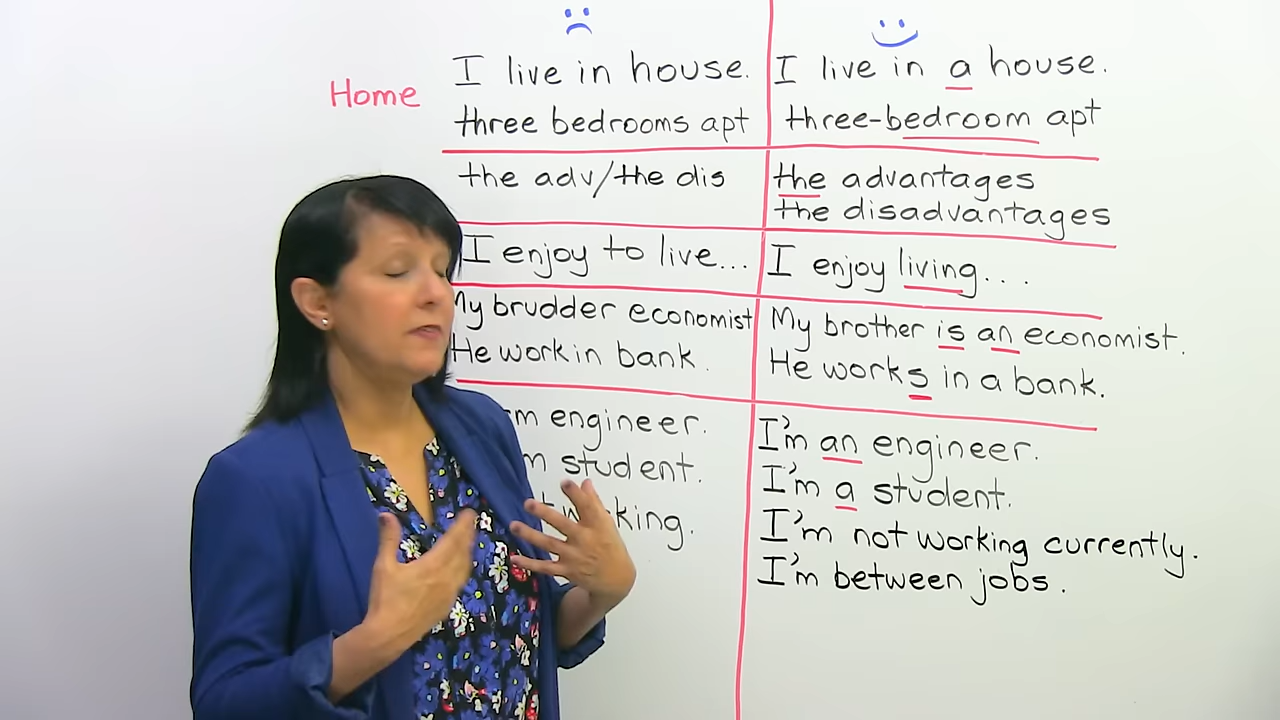 Home
I live in house.
three bedrooms apt
the adv/the dis
I enjoy to live...
My brudder economist
He work in bank.
m engineer.
m student.
king.
I live in a house.
three-bedroom apt
the advantages
the disadvantages
I enjoy living...
My brother is an economist.
He works in a bank.
I'm an engineer.
I'm a student.
I'm not working currently.
I'm between jobs.